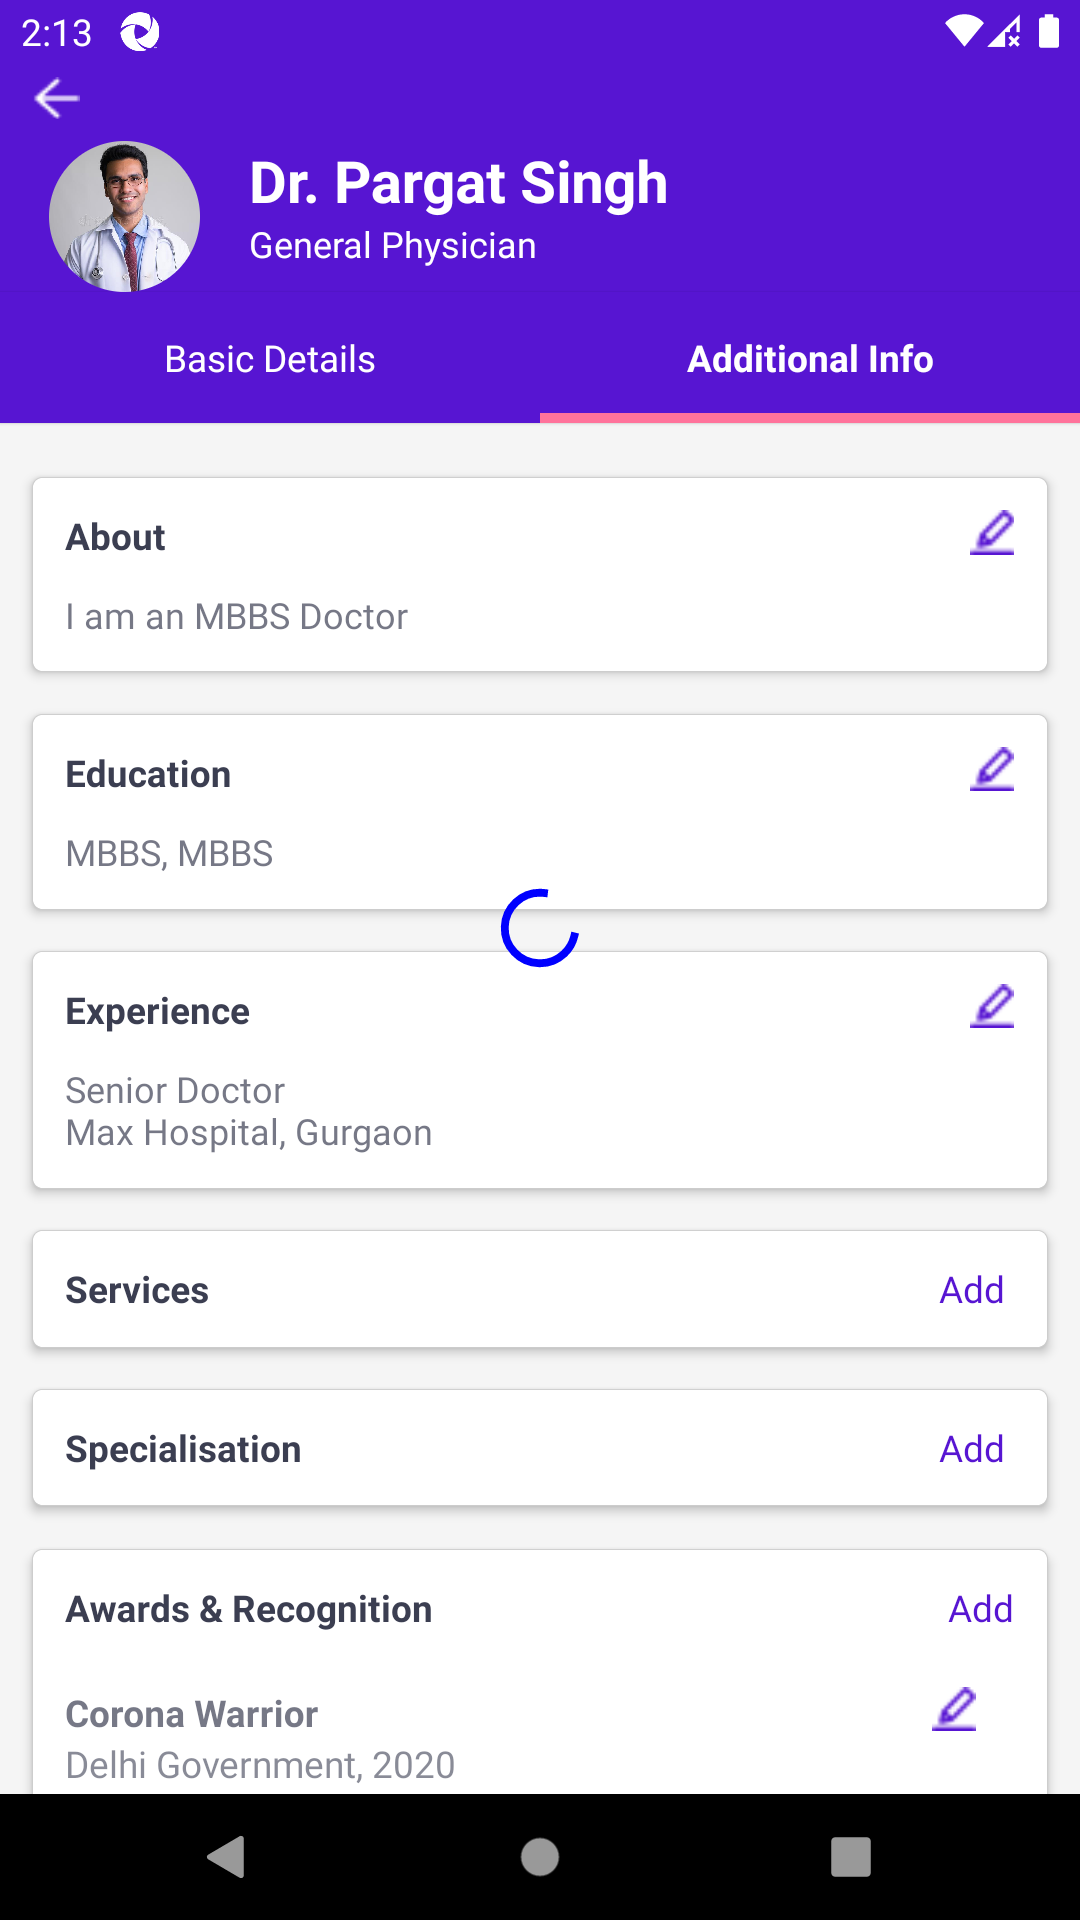 2:13
Dr. Pargat Singh
General Physician
Basic Details
Additional Info
About
I am an MBBS Doctor
Education
MBBS, MBBS
Experience
Senior Doctor
Max Hospital, Gurgaon
Services
Add
Specialisation
Add
Awards & Recognition
Add
Corona Warrior
Delhi Government, 2020